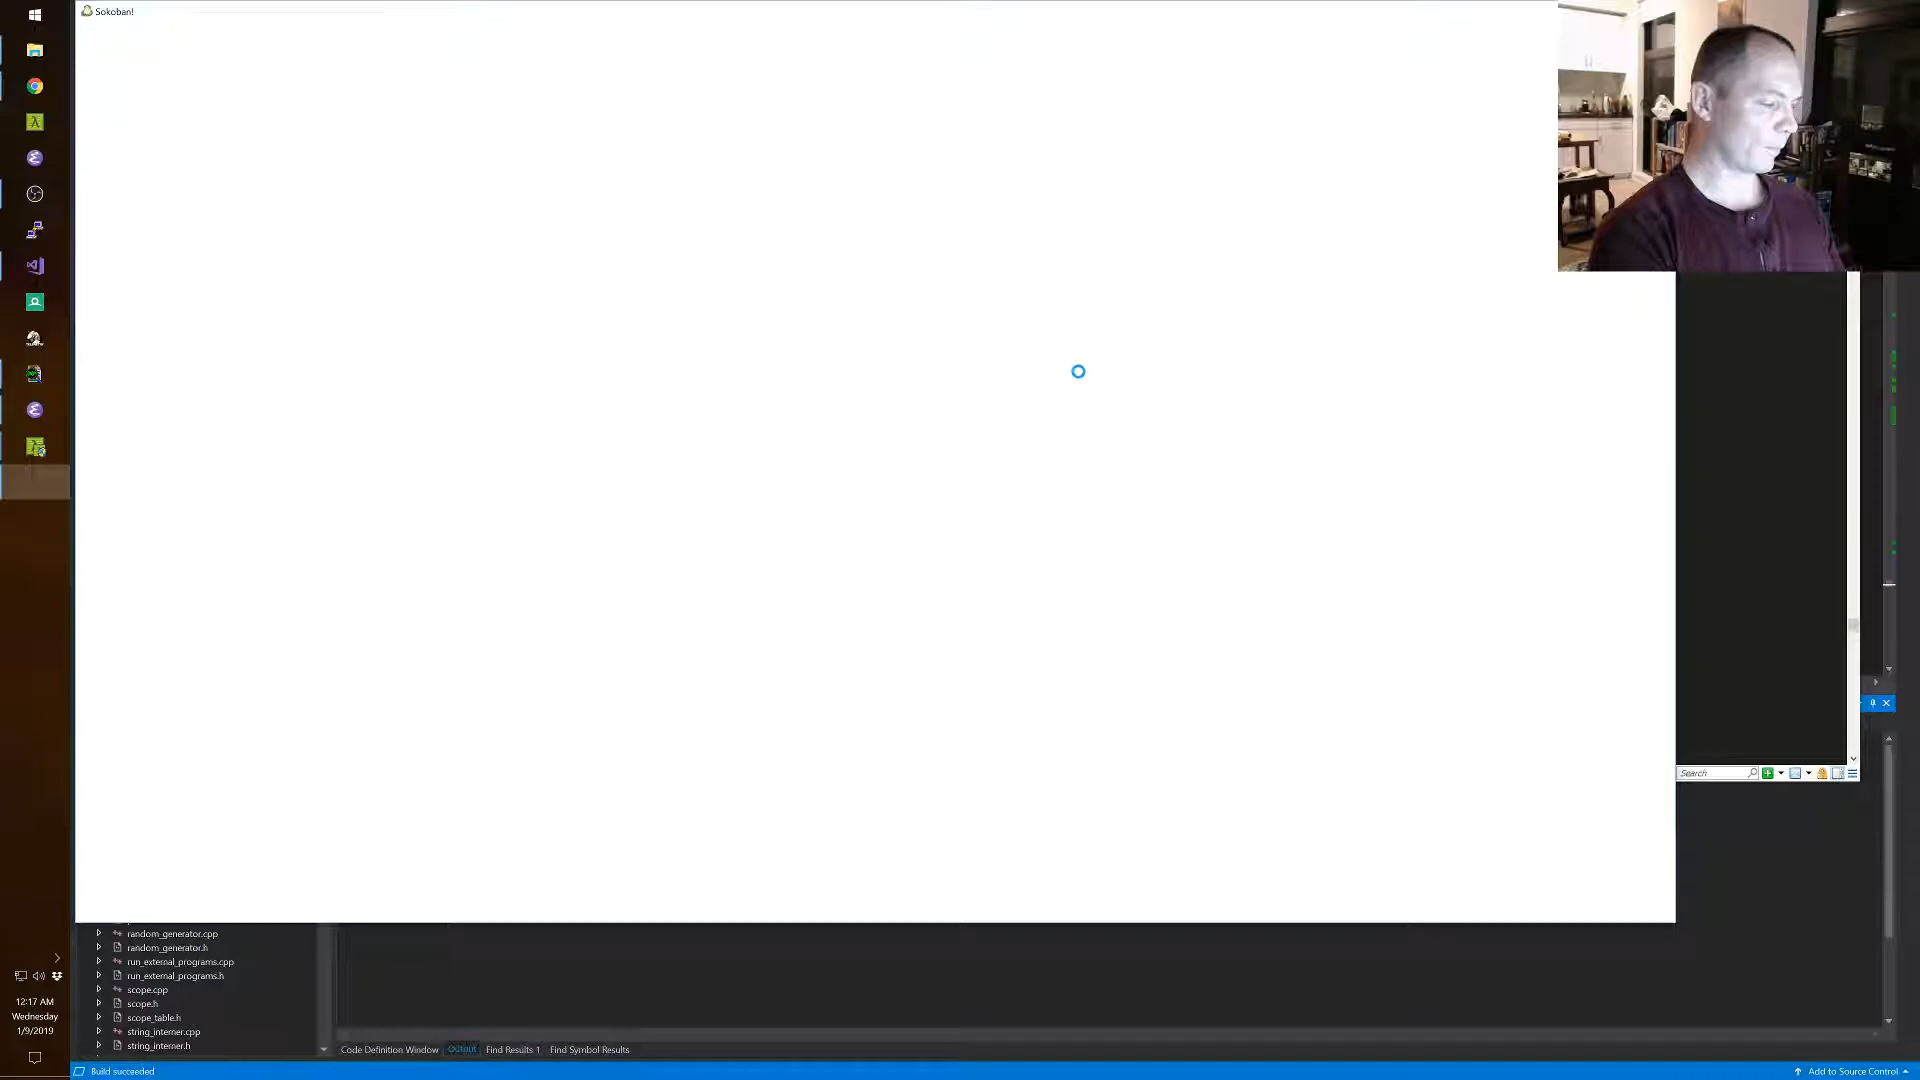 Sokoban!
Search
random_generator.cpp
random_generator.h
run_external_programs.cpp
run_external_programs.h
scope.cpp
scope.h
scope_table.h
string_interner.cpp
string_interner.h
12:17 AM
Wednesday
1/9/2019
Code Definition Window Output Find Results 1 Find Symbol Results
Build succeeded
Add to Source Control